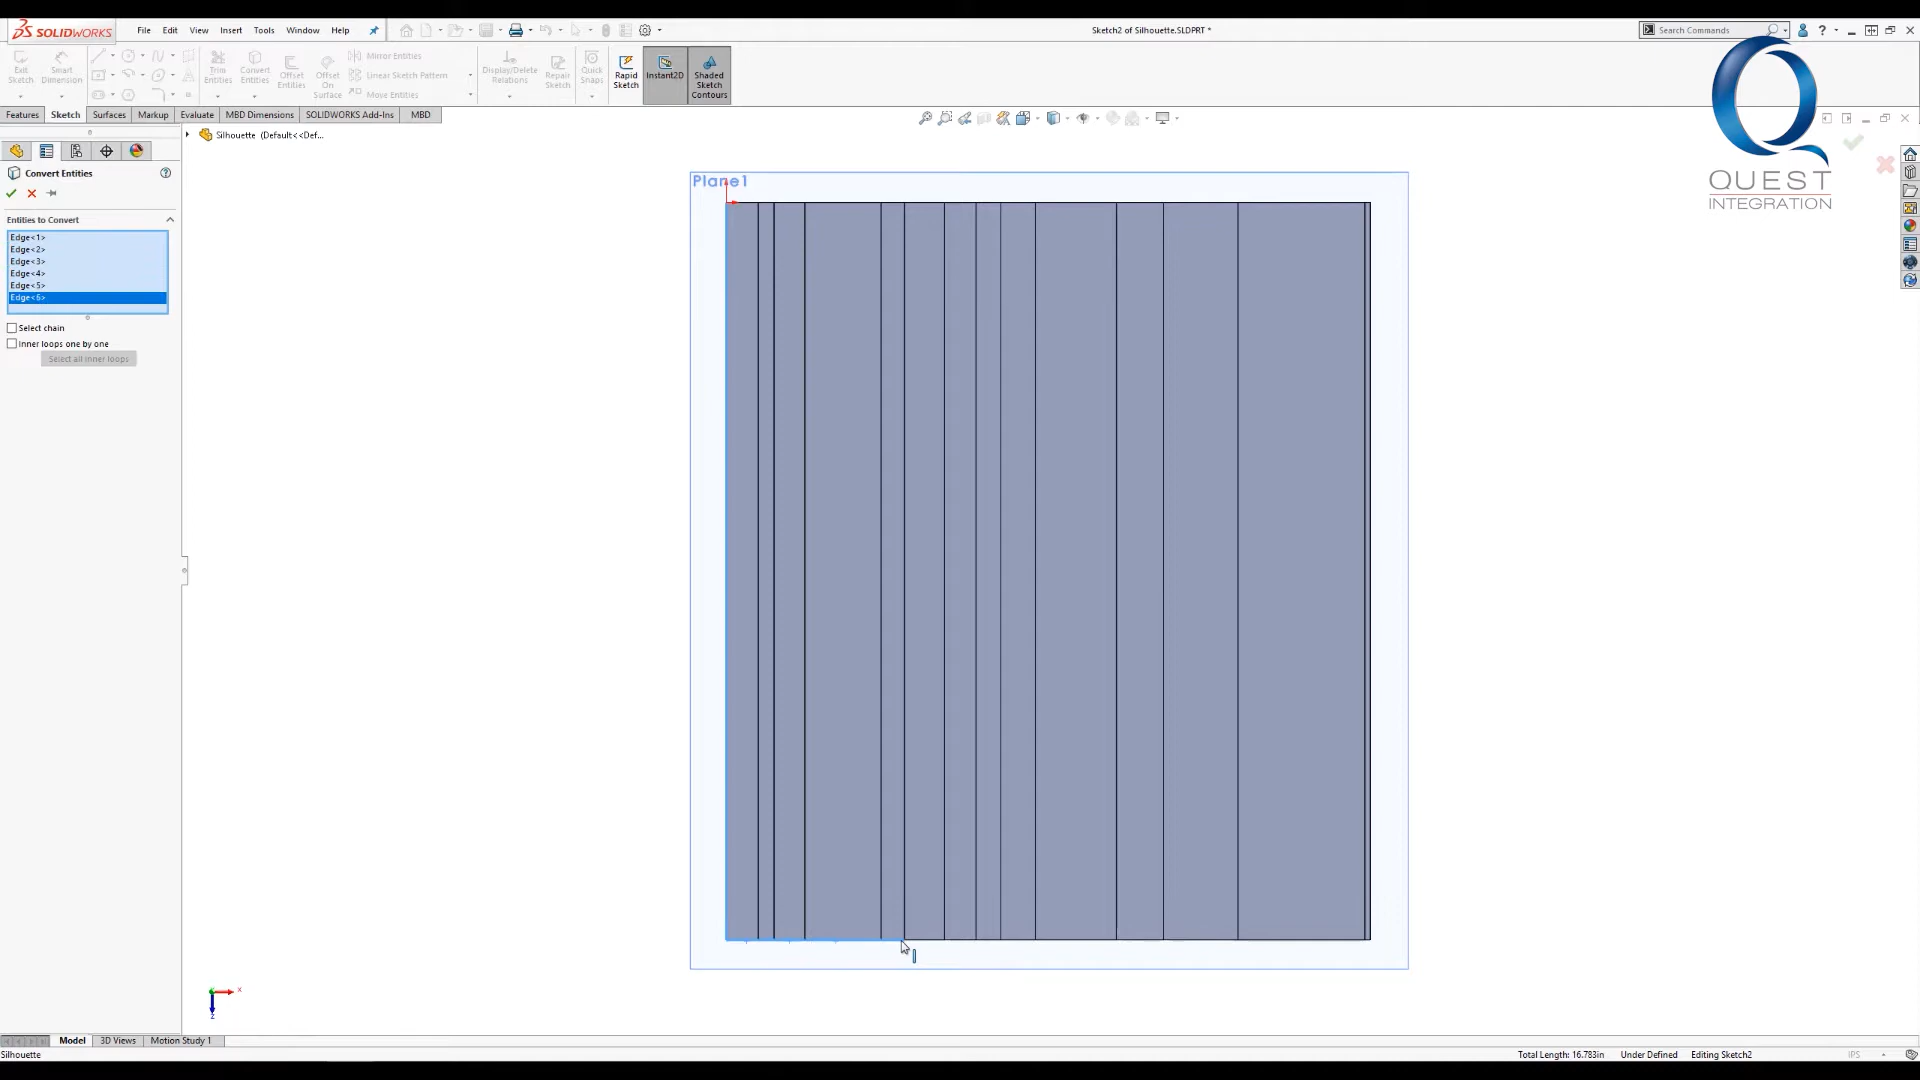 SOLIDWORKS File Edit View Insert Tools Window Help
Sketch2 of Silhouette.SLDPRT *
Search Commands
Exit Sketch
Smart Dimension
Trim Entities
Convert Entities
Offset Entities
Offset On Surface
Mirror Entities
Linear Sketch Pattern
Move Entities
Display/Delete Relations
Repair Sketch
Quick Snaps
Rapid Sketch
Instant2D
Shaded Sketch Contours
Features Sketch Surfaces Markup Evaluate MBD Dimensions SOLIDWORKS Add-Ins MBD
Silhouette (Default<<Def...
QUEST
INTEGRATION
Convert Entities
Entities to Convert
Edge<1>
Edge<2>
Edge<3>
Edge<4>
Edge<5>
Edge<6>
Select chain
Inner loops one by one
Select all inner loops
Plane1
x
z
Model 3D Views Motion Study 1
Silhouette
Total Length: 16.783in Under Defined Editing Sketch2 IPS